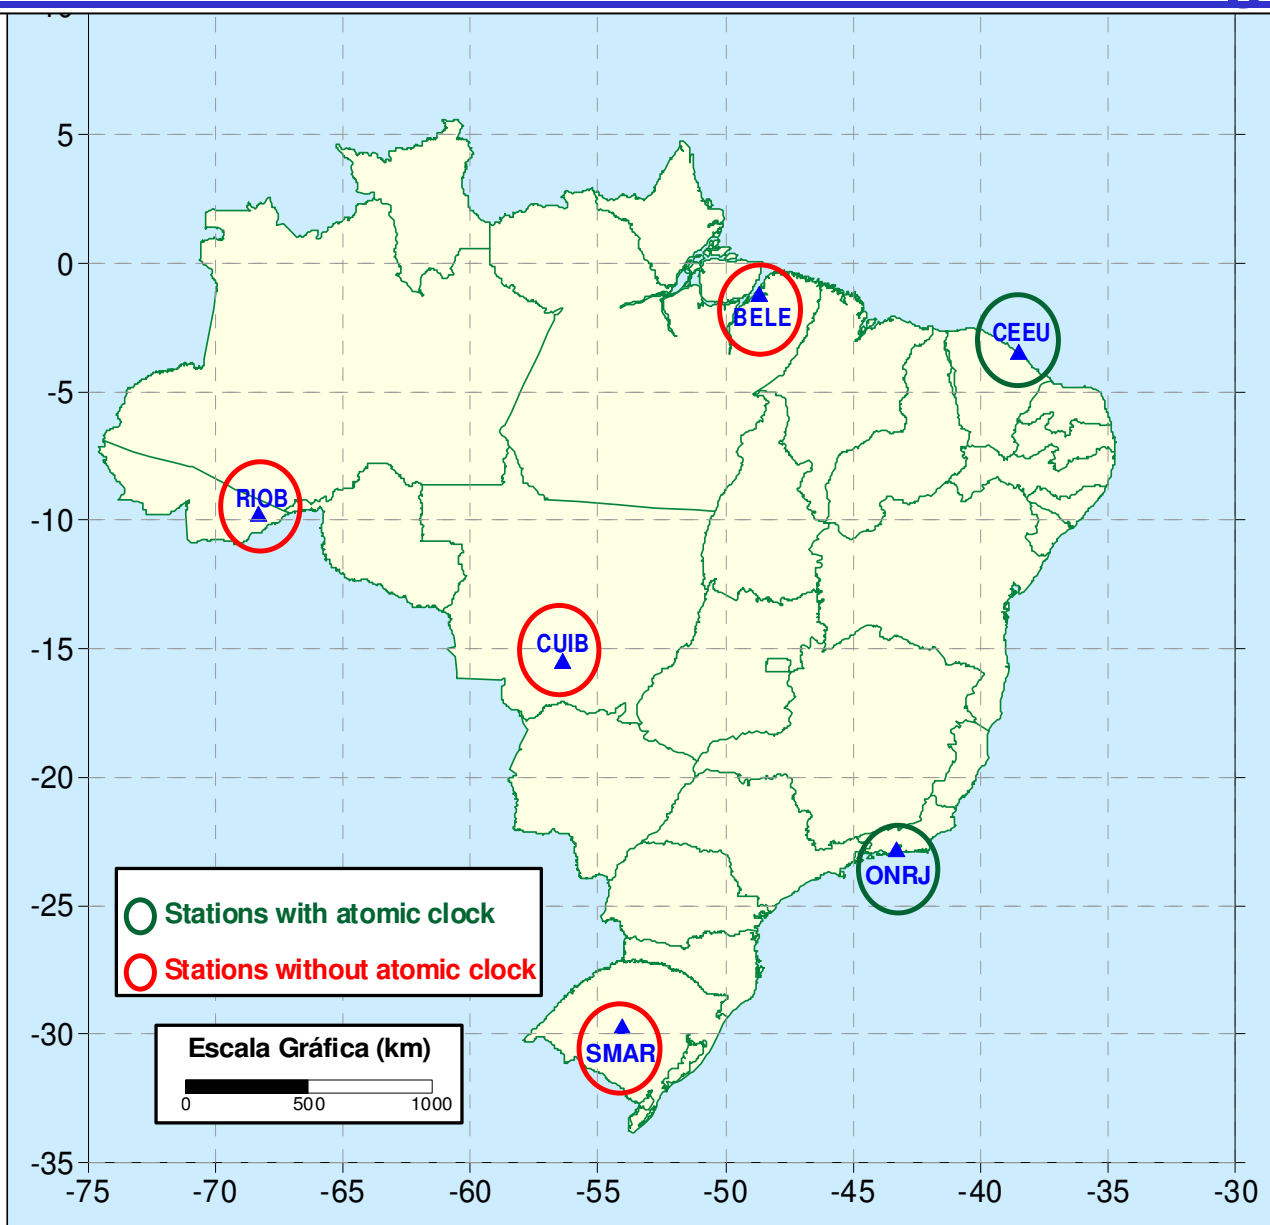 5
0
BELE
CEEU
-5
RIOB
-10
CUIB
-15
-20
ONRJ
-25
Stations with atomic clock
Stations without atomic clock
SMAR
-30
Escala Gráfica (km)
0 500 1000
-35
-75 -70 -65 -60 -55 -50 -45 -40 -35 -30